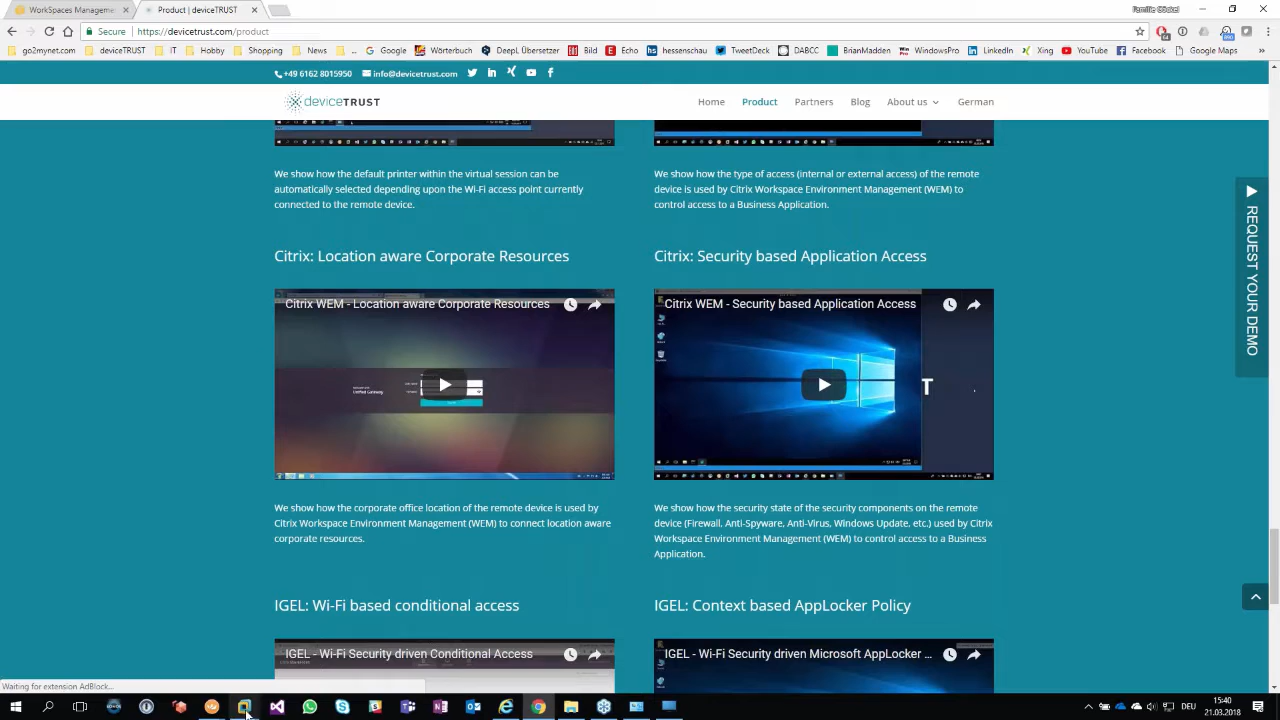 WorkSpaces Manageme
Product | deviceTRUST
Secure
https://devicetrust.com/product
go2mynet.com
deviceTRUST
IT
Hobby
Shopping
News
Google
DeepL Übersetzer
Bild
Echo
hessenschau
TweetDeck
DABCC
BrianMadden
WindowsPro
LinkedIn
Xing
YouTube
Facebook
Google Maps
+49 6162 8015950
info@devicetrust.com
deviceTRUST
Home
Product
Partners
Blog
About us
German
We show how the default printer within the virtual session can be
automatically selected depending upon the Wi-Fi access point currently
connected to the remote device.
We show how the type of access (internal or external access) of the remote
device is used by Citrix Workspace Environment Management (WEM) to
control access to a Business Application.
REQUEST YOUR DEMO
Citrix: Location aware Corporate Resources
Citrix: Security based Application Access
Citrix WEM - Location aware Corporate Resources
Citrix WEM - Security based Application Access
We show how the corporate office location of the remote device is used by
Citrix Workspace Environment Management (WEM) to connect location aware
corporate resources.
We show how the security state of the security components on the remote
device (Firewall, Anti-Spyware, Anti-Virus, Windows Update, etc.) used by Citrix
Workspace Environment Management (WEM) to control access to a Business
Application.
IGEL: Wi-Fi based conditional access
IGEL: Context based AppLocker Policy
IGEL - Wi-Fi Security driven Conditional Access
IGEL - Wi-Fi Security driven Microsoft AppLocker ...
Waiting for extension AdBlock...
DEU
15:40
21.03.2018